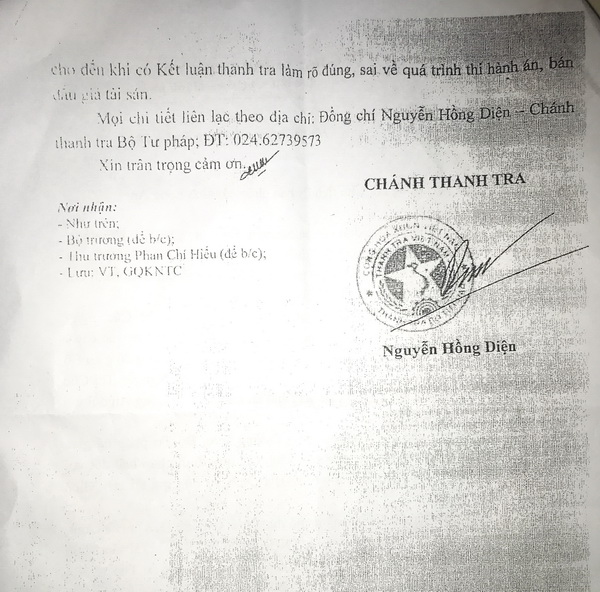 cho đến khi có Kết luận thanh tra làm rõ đúng, sai về quá trình thi hành án, bán
đấu giá tài sản.
Mọi chi tiết liên lạc theo địa chỉ: Đồng chí Nguyễn Hồng Diện – Chánh
thanh tra Bộ Tư pháp; ĐT: 024.62739573
Xin trân trọng cảm ơn.
CHÁNH THANH TRA
Nơi nhận:
- Như trên;
- Bộ trưởng (để b/c);
- Thứ trưởng Phan Chí Hiếu (để b/c);
- Lưu: VT, GQKNTC
THANH TRA VIỆT NAM
Nguyễn Hồng Diện